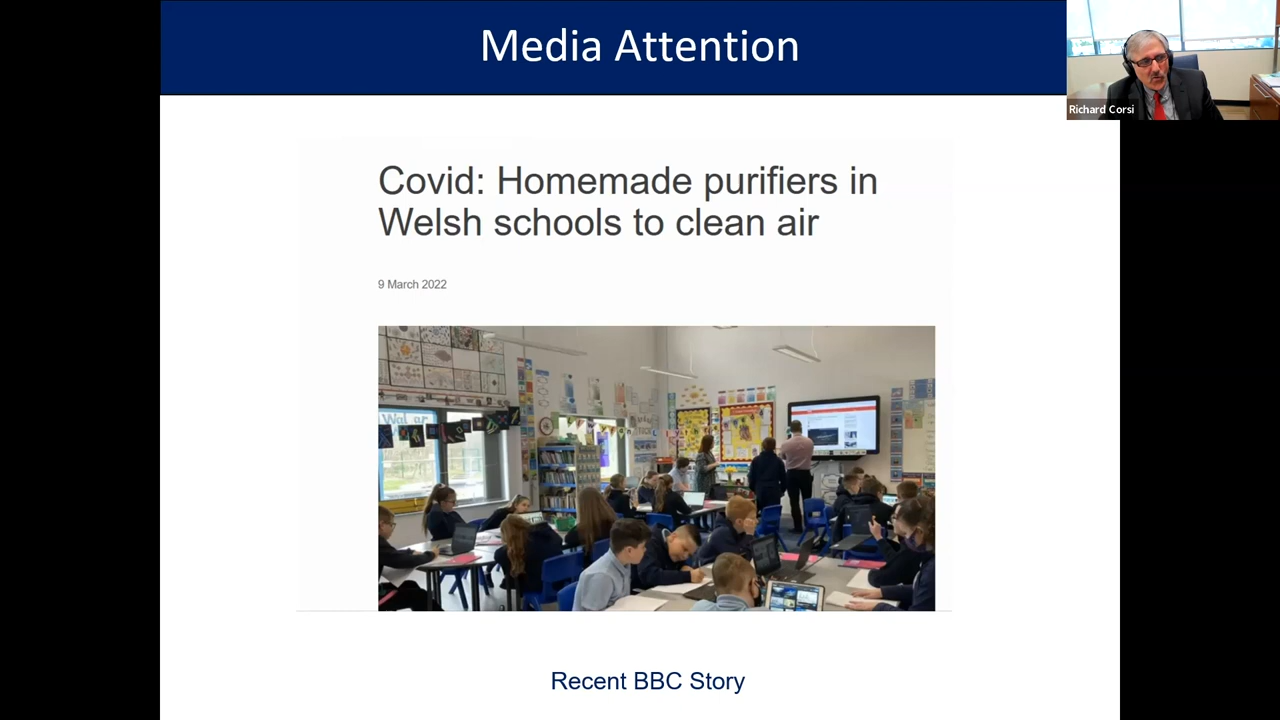 Media Attention
Richard Corsi
Covid: Homemade purifiers in
Welsh schools to clean air
9 March 2022
Recent BBC Story